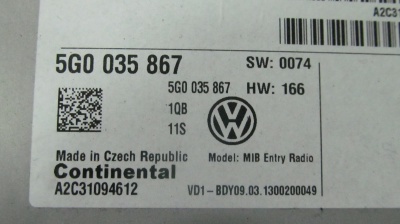 A2C31
5G0 035 867
SW: 0074
5G0 035 867
HW: 166
1QB
11S
Made in Czech Republic
Model: MIB Entry Radio
Continental
A2C31094612
VD1-BDY09.03.1300200049